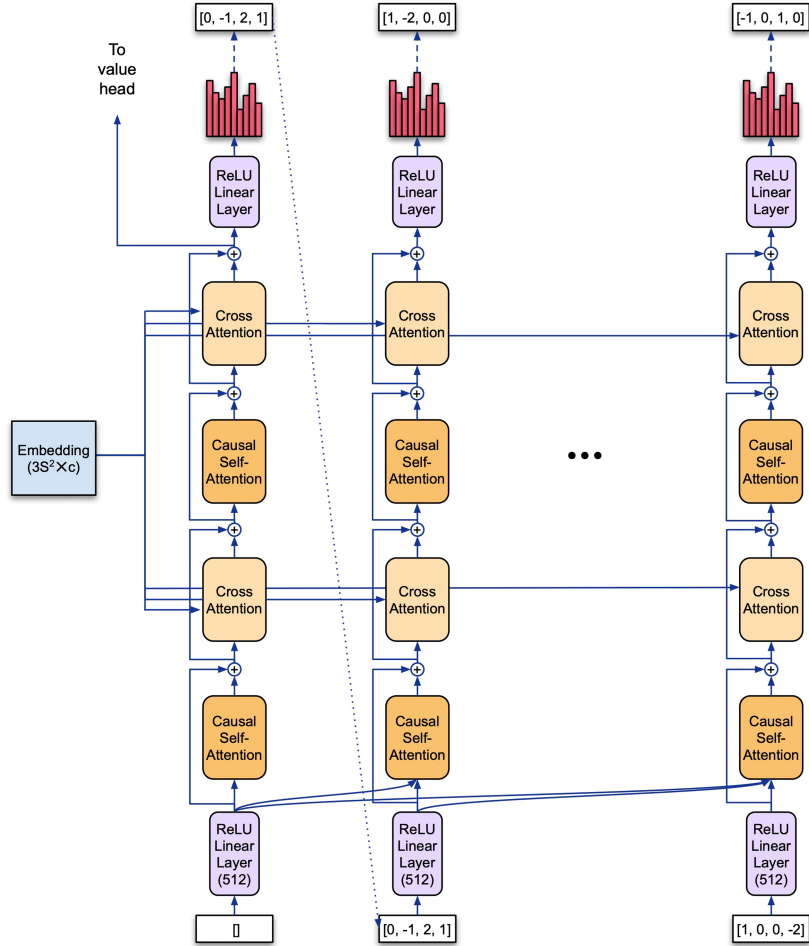 [0, -1, 2, 1]
[1, -2, 0, 0]
[-1, 0, 1, 0]
To
value
head
ReLU
Linear
Layer
ReLU
Linear
Layer
ReLU
Linear
Layer
+
+
+
Cross
Attention
Cross
Attention
Cross
Attention
+
+
+
Embedding
(3S²×c)
Causal
Self-
Attention
Causal
Self-
Attention
•••
Causal
Self-
Attention
+
+
+
Cross
Attention
Cross
Attention
Cross
Attention
+
+
+
Causal
Self-
Attention
Causal
Self-
Attention
Causal
Self-
Attention
ReLU
Linear
Layer
(512)
ReLU
Linear
Layer
(512)
ReLU
Linear
Layer
(512)
[]
[0, -1, 2, 1]
[1, 0, 0, -2]